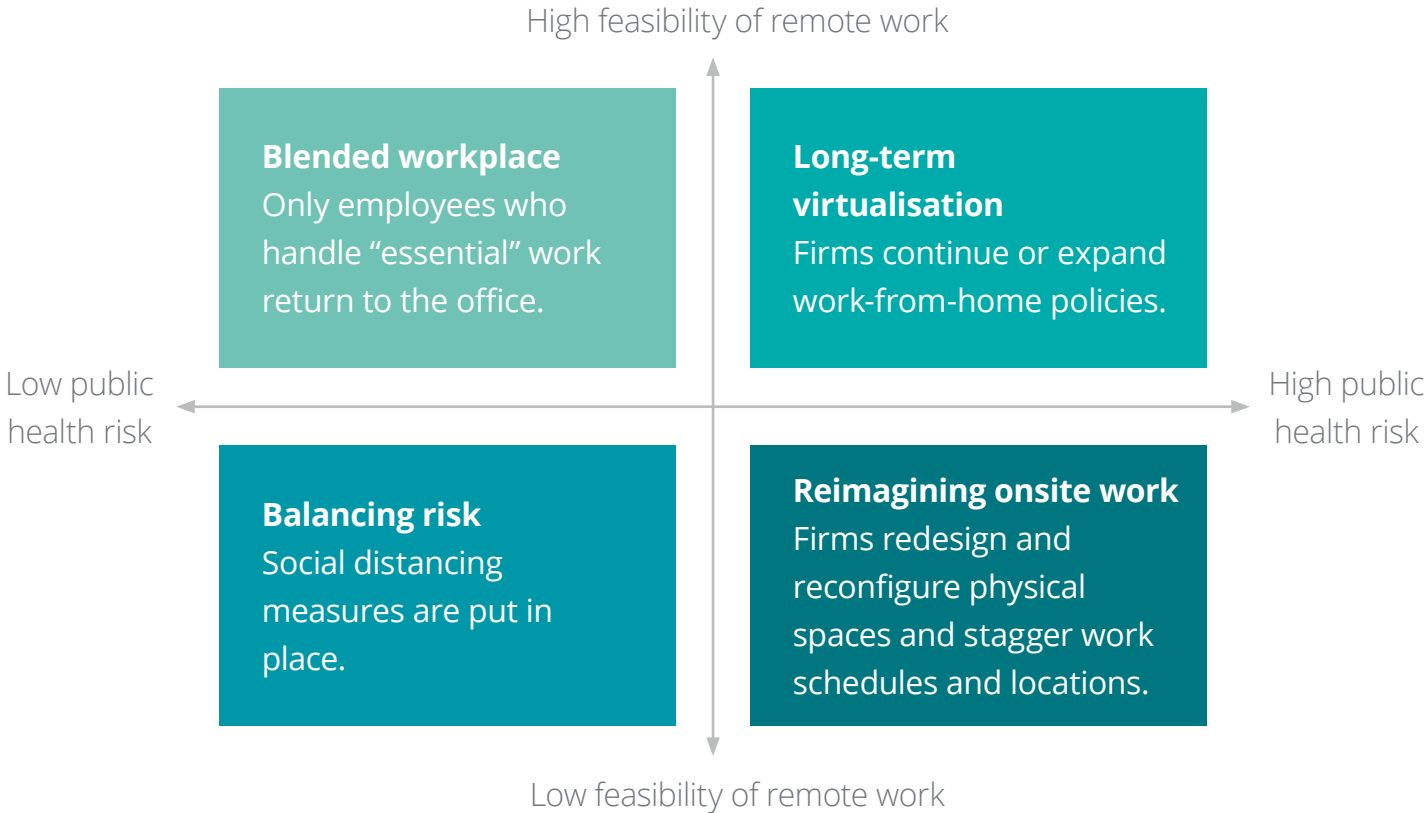 High feasibility of remote work
Blended workplace
Only employees who
handle “essential” work
return to the office.
Long-term
virtualisation
Firms continue or expand
work-from-home policies.
Low public
health risk
High public
health risk
Balancing risk
Social distancing
measures are put in
place.
Reimagining onsite work
Firms redesign and
reconfigure physical
spaces and stagger work
schedules and locations.
Low feasibility of remote work